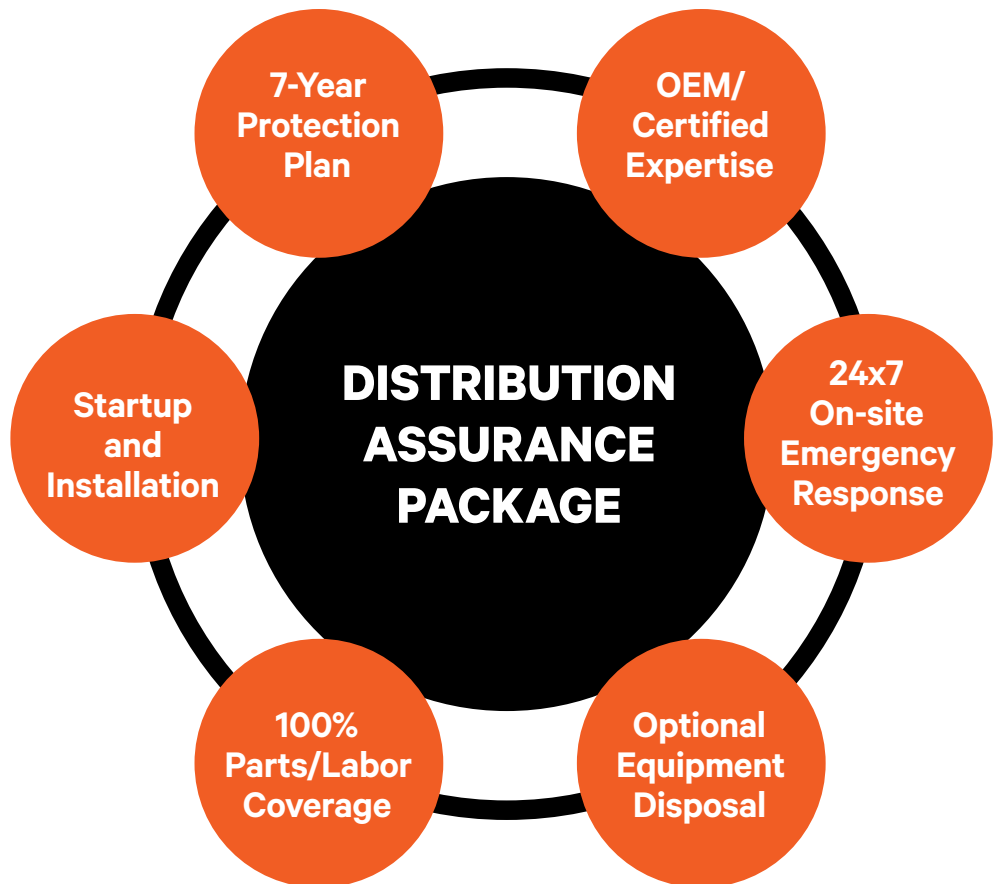 7-Year
Protection
Plan
OEM/
Certified
Expertise
Startup
and
Installation
DISTRIBUTION
ASSURANCE
PACKAGE
24x7
On-site
Emergency
Response
100%
Parts/Labor
Coverage
Optional
Equipment
Disposal